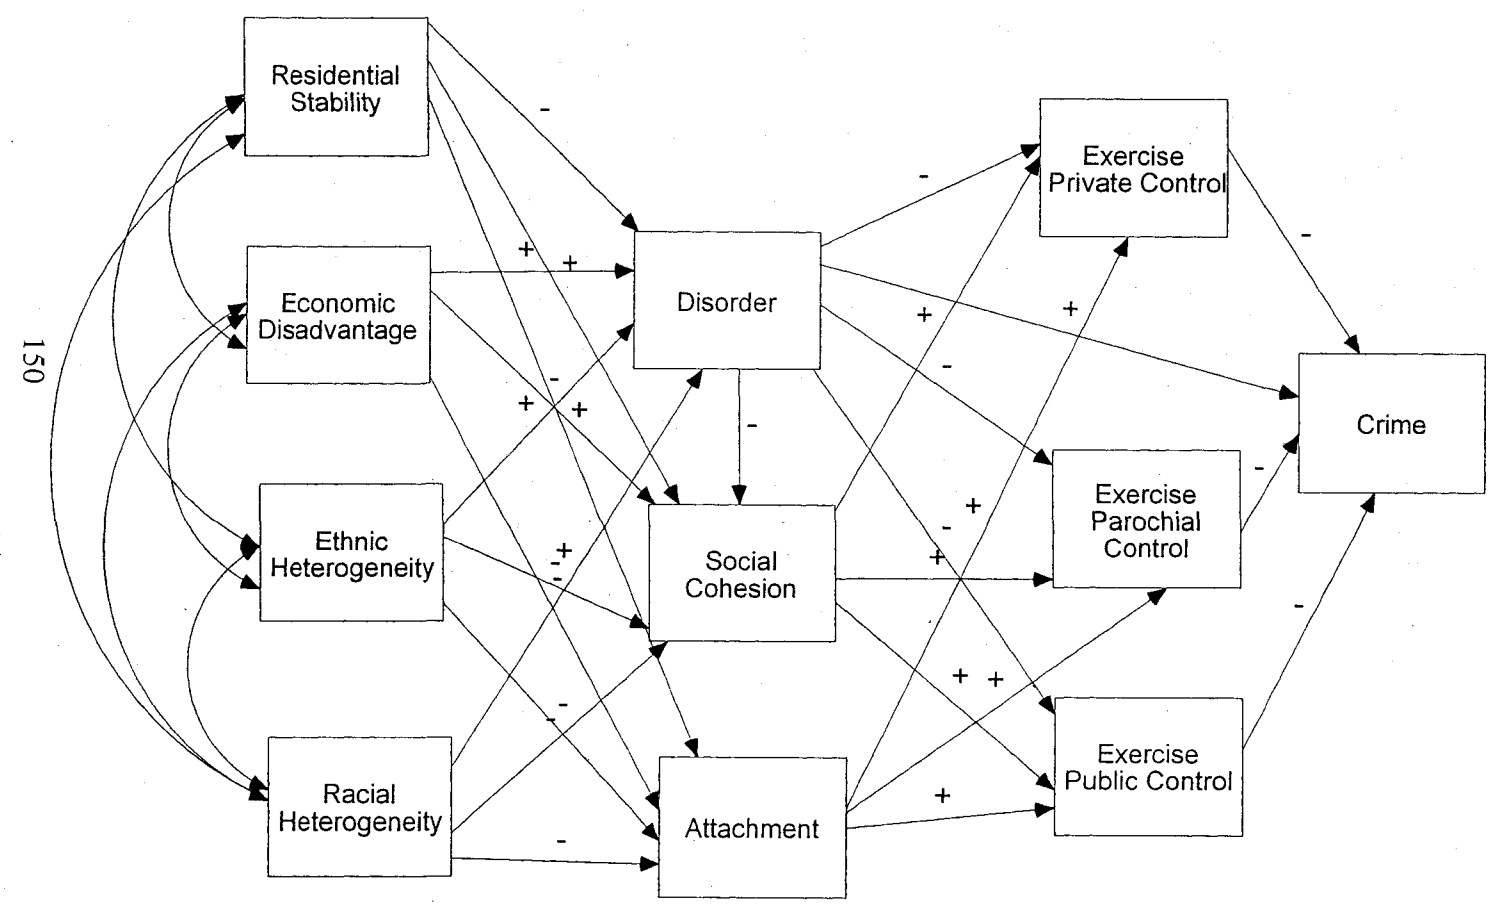 Residential
Stability
Economic
Disadvantage
Ethnic
Heterogeneity
Racial
Heterogeneity
Disorder
Social
Cohesion
Attachment
Exercise
Private Control
Exercise
Parochial
Control
Exercise
Public Control
Crime
-
+
+
-
+
+
-
+
-
-
-
-
-
-
+
+
-
+
-
+
+
+
+
-
-
-
150